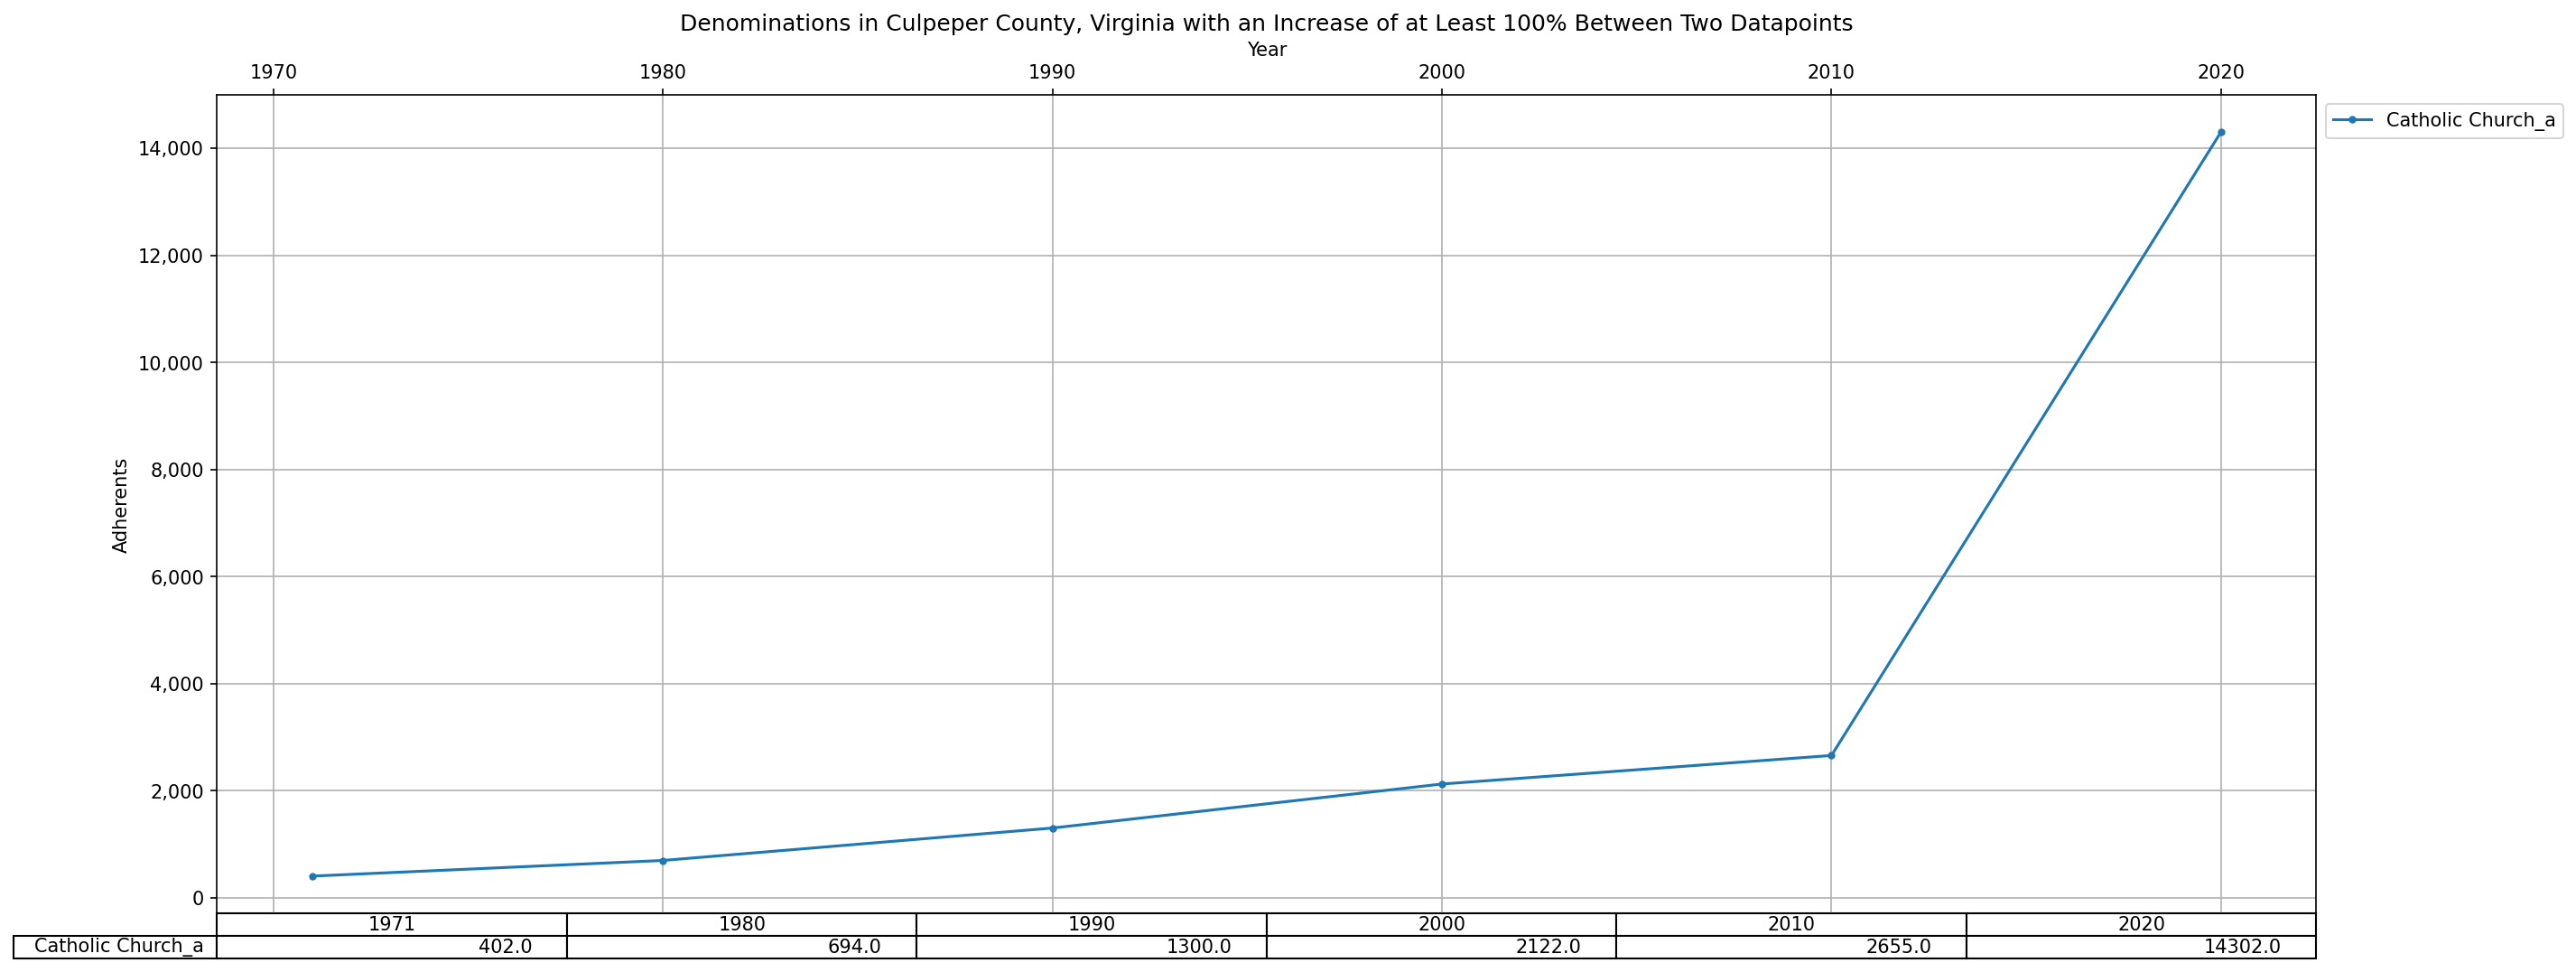 Denominations in Culpeper County, Virginia with an Increase of at Least 100% Between Two Datapoints
Year
1970 1980 1990 2000 2010 2020
Catholic Church_a
14,000
12,000
10,000
8,000
6,000
4,000
2,000
0
Adherents
1971 1980 1990 2000 2010 2020
Catholic Church_a 402.0 694.0 1300.0 2122.0 2655.0 14302.0